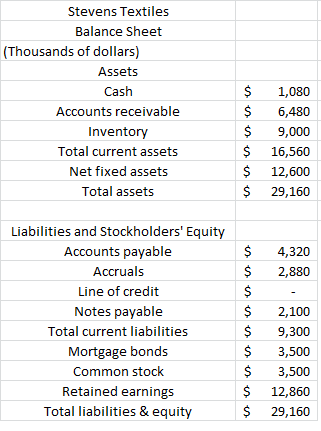 Stevens Textiles
Balance Sheet
(Thousands of dollars)
Assets
Cash $ 1,080
Accounts receivable $ 6,480
Inventory $ 9,000
Total current assets $ 16,560
Net fixed assets $ 12,600
Total assets $ 29,160
Liabilities and Stockholders' Equity
Accounts payable $ 4,320
Accruals $ 2,880
Line of credit $ -
Notes payable $ 2,100
Total current liabilities $ 9,300
Mortgage bonds $ 3,500
Common stock $ 3,500
Retained earnings $ 12,860
Total liabilities & equity $ 29,160